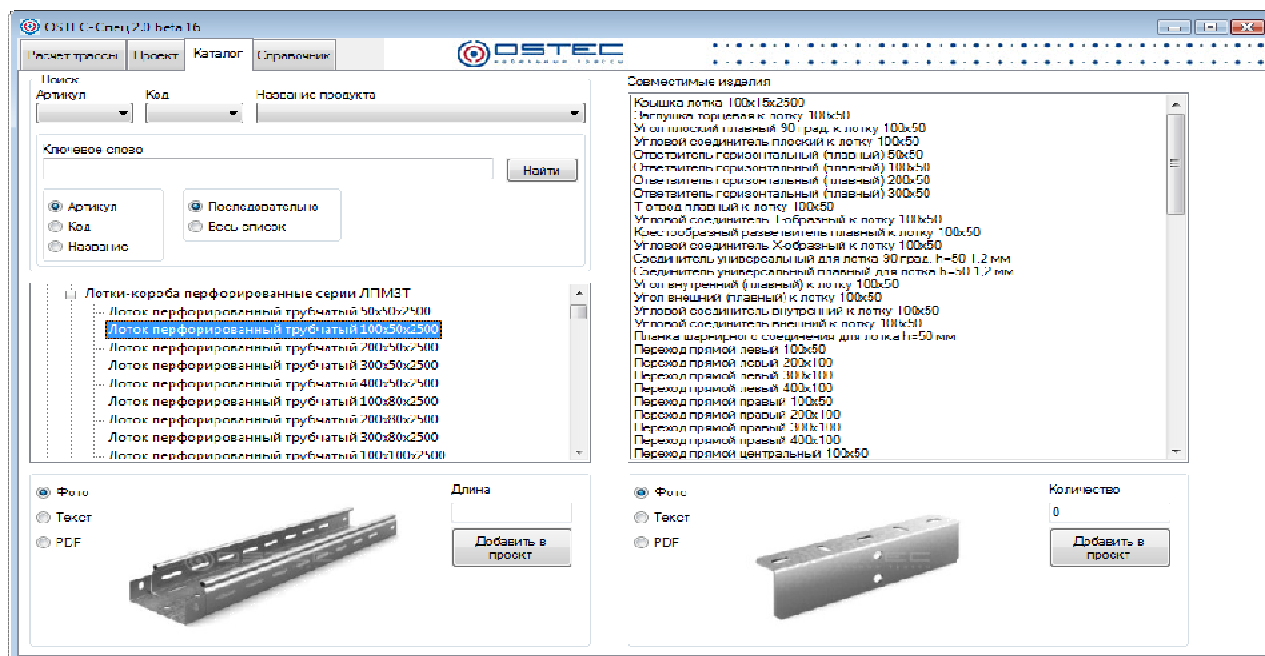 OSTEC-Спец 2.0 beta 16
Расчет трассы Проект Каталог Справочник
OSTEC
кабельные трассы
Поиск
Артикул Код Название продукта
Ключевое слово
Найти
Артикул
Код
Название
Последовательно
Весь список
Лотки-короба перфорированные серии ЛПМЗТ
Лоток перфорированный трубчатый 50x50x2500
Лоток перфорированный трубчатый 100x50x2500
Лоток перфорированный трубчатый 200x50x2500
Лоток перфорированный трубчатый 300x50x2500
Лоток перфорированный трубчатый 400x50x2500
Лоток перфорированный трубчатый 100x80x2500
Лоток перфорированный трубчатый 200x80x2500
Лоток перфорированный трубчатый 300x80x2500
Лоток перфорированный трубчатый 100x100x2500
Фото
Текст
PDF
Длина
Добавить в
проект
Совместимые изделия
Крышка лотка 100x15x2500
Заглушка торцевая к лотку 100x50
Угол плоский плавный 90 град. к лотку 100x50
Угловой соединитель плоский к лотку 100x50
Ответвитель горизонтальный (плавный) 50x50
Ответвитель горизонтальный (плавный) 100x50
Ответвитель горизонтальный (плавный) 200x50
Ответвитель горизонтальный (плавный) 300x50
Т-отвод плавный к лотку 100x50
Угловой соединитель Т-образный к лотку 100x50
Крестообразный разветвитель плавный к лотку 100x50
Угловой соединитель Х-образный к лотку 100x50
Соединитель универсальный для лотка 90 град. h=50 1,2 мм
Соединитель универсальный плавный для лотка h=50 1,2 мм
Угол внутренний (плавный) к лотку 100x50
Угол внешний (плавный) к лотку 100x50
Угловой соединитель внутренний к лотку 100x50
Угловой соединитель внешний к лотку 100x50
Планка шарнирного соединения для лотка h=50 мм
Переход прямой левый 100x50
Переход прямой левый 200x100
Переход прямой левый 300x100
Переход прямой левый 400x100
Переход прямой правый 100x50
Переход прямой правый 200x100
Переход прямой правый 300x100
Переход прямой правый 400x100
Переход прямой центральный 100x50
Фото
Текст
PDF
Количество
0
Добавить в
проект